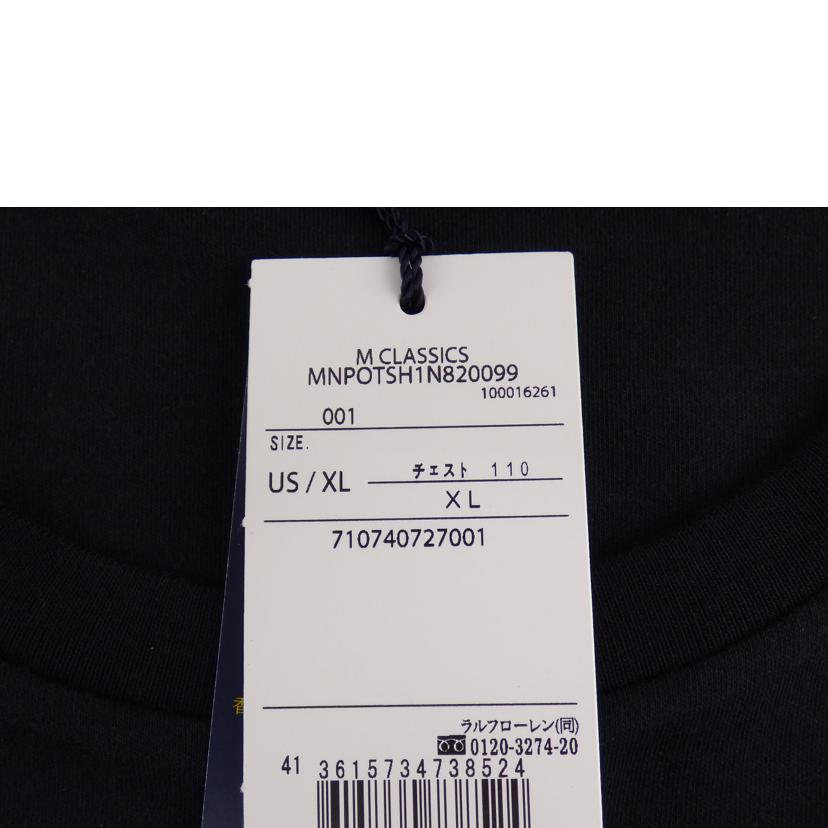 M CLASSICS
MNPOTSH1N820099
100016261
001
SIZE.
US / XL
チェスト 110
XL
710740727001
ラルフローレン(同)
0120-3274-20
41 3615734738524
香